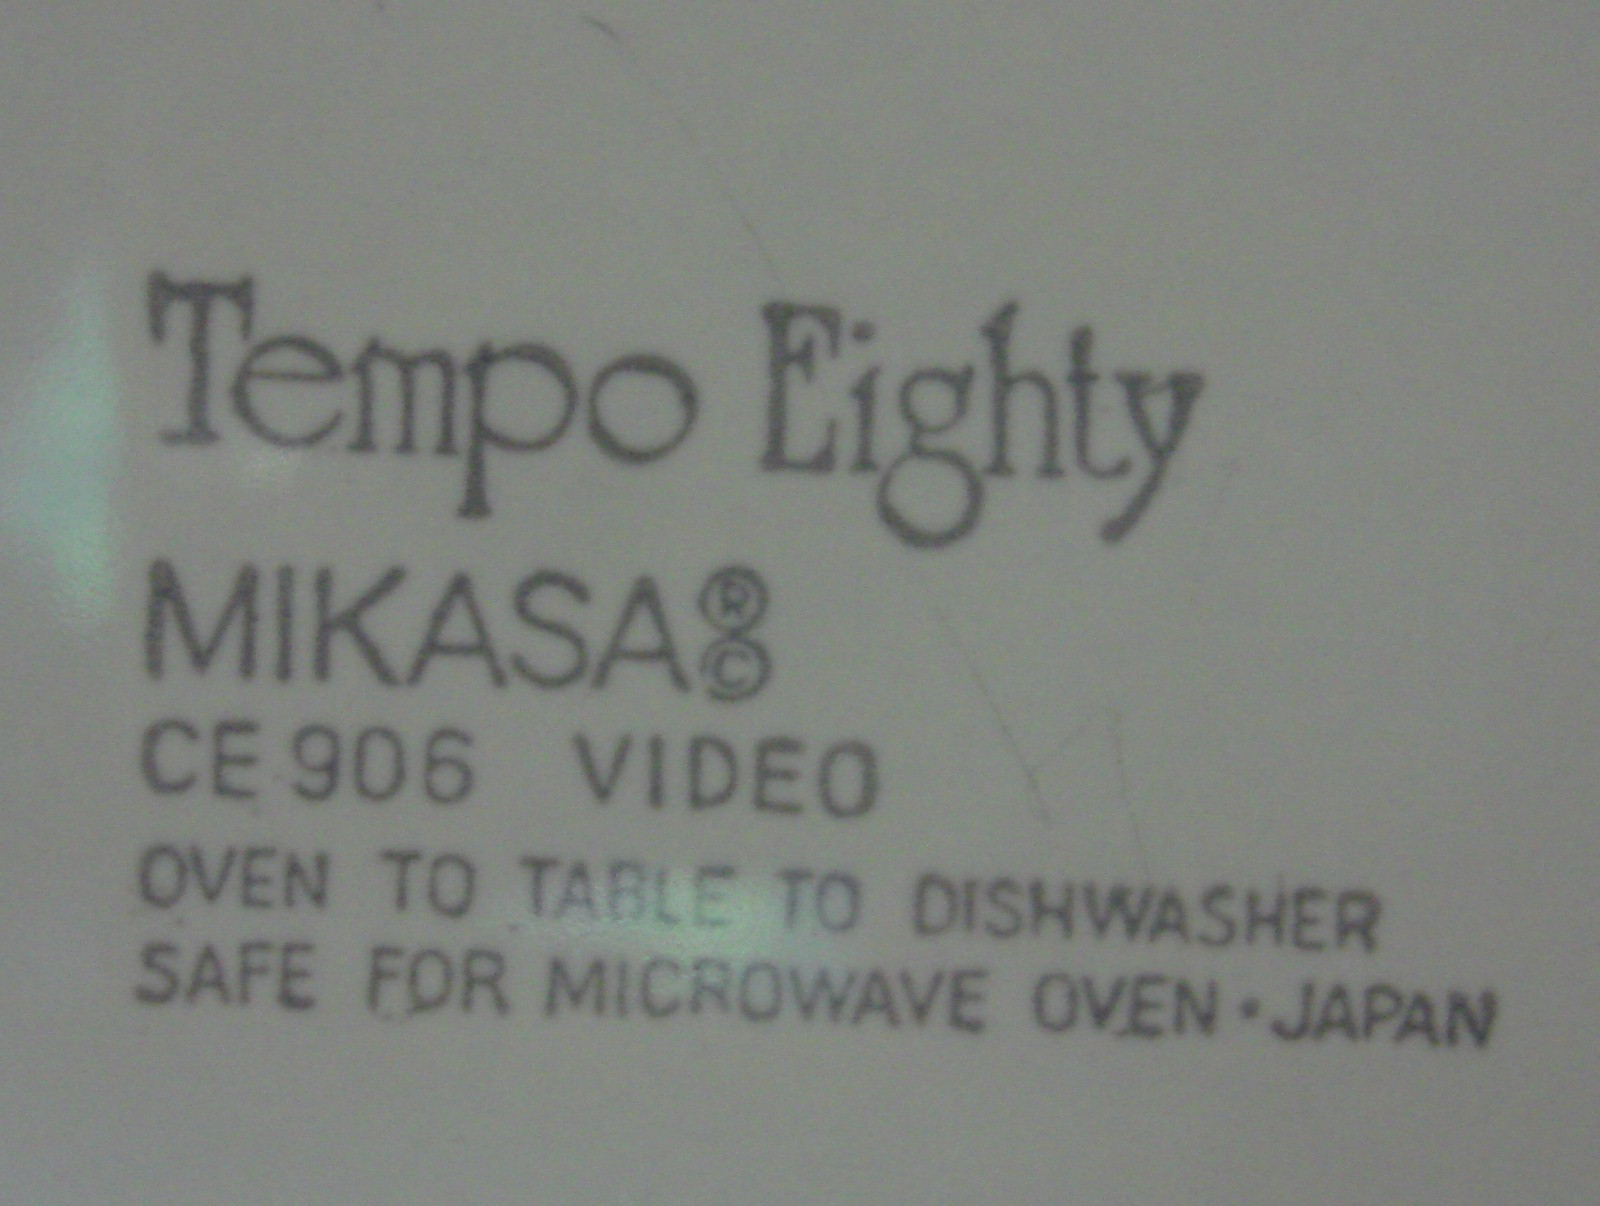 Tempo Eighty
MIKASA®©
CE 906 VIDEO
OVEN TO TABLE TO DISHWASHER
SAFE FOR MICROWAVE OVEN · JAPAN